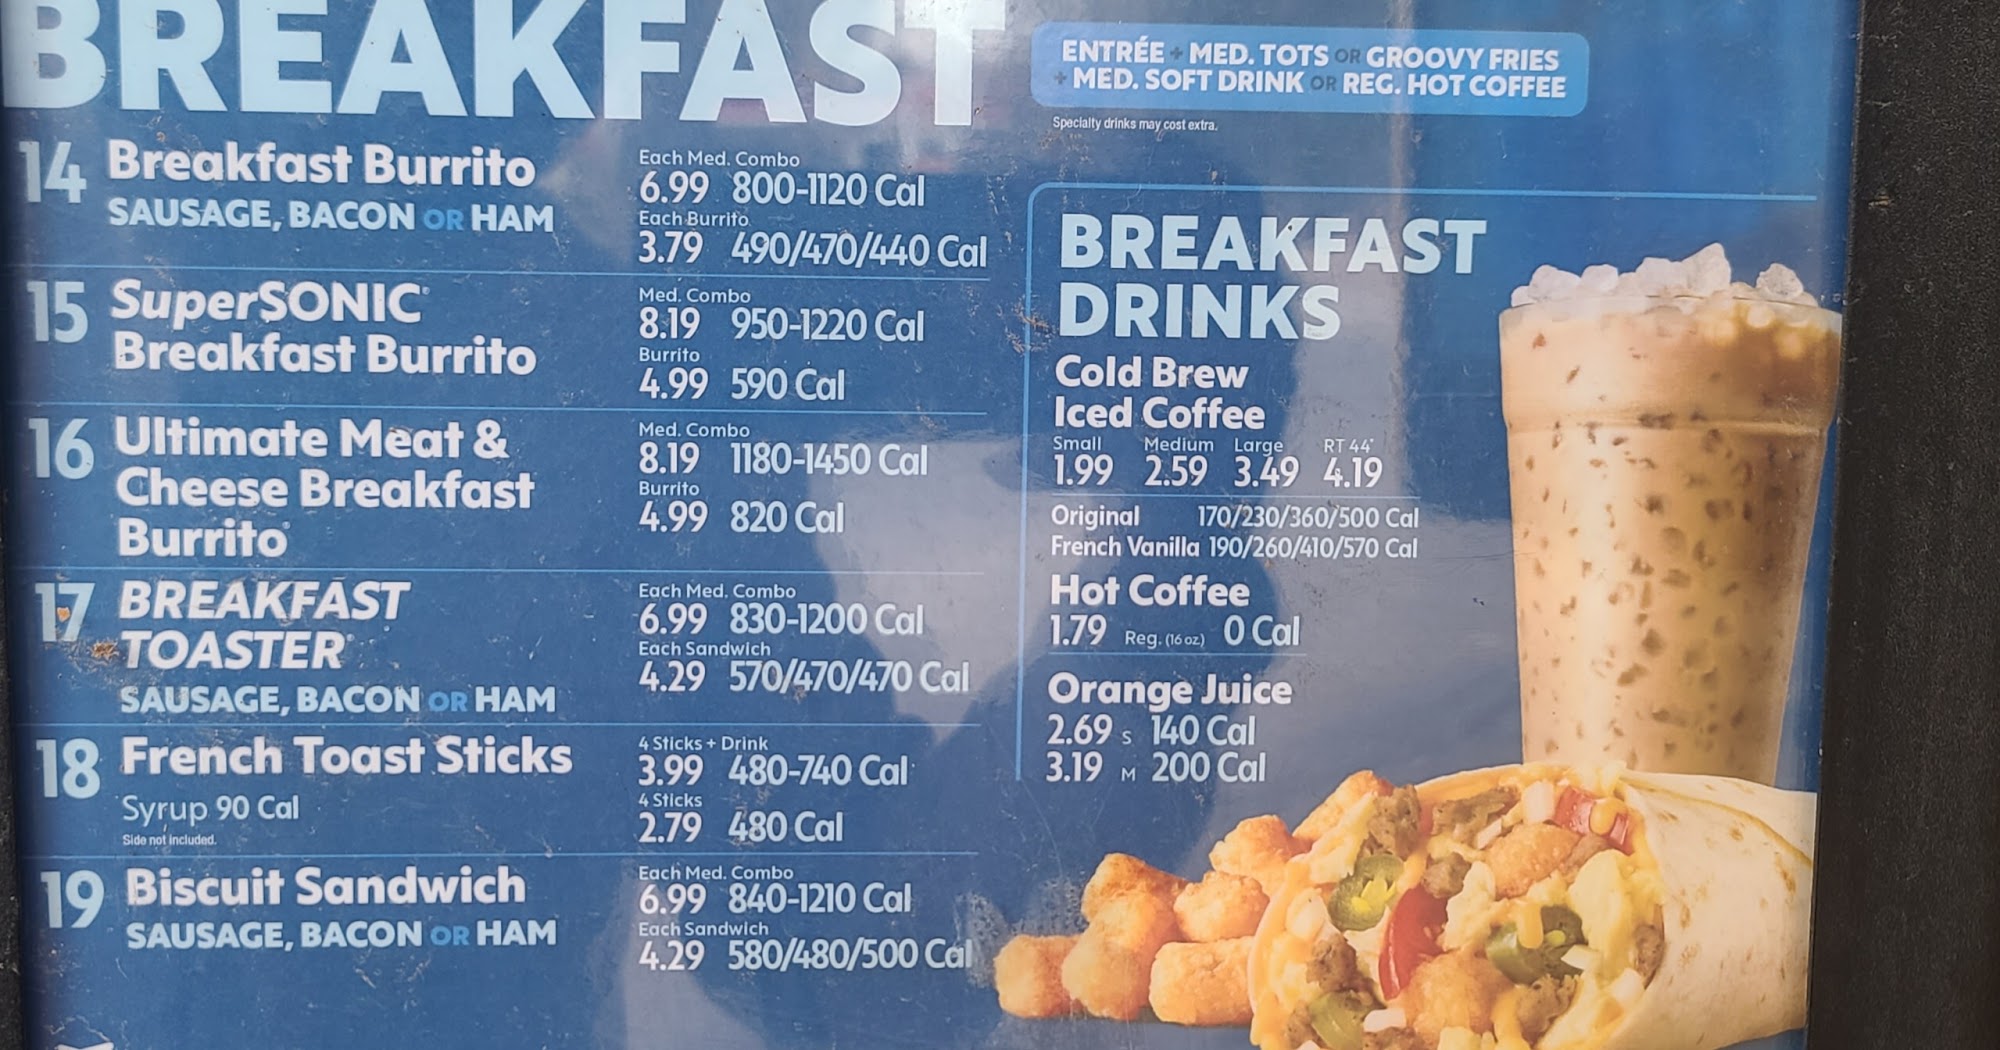 BREAKFAST
ENTRÉE + MED. TOTS OR GROOVY FRIES
+ MED. SOFT DRINK OR REG. HOT COFFEE
Specialty drinks may cost extra.
14 Breakfast Burrito
SAUSAGE, BACON OR HAM
Each Med. Combo
6.99 800-1120 Cal
Each Burrito
3.79 490/470/440 Cal
15 SuperSONIC®
Breakfast Burrito
Med. Combo
8.19 950-1220 Cal
Burrito
4.99 590 Cal
16 Ultimate Meat &
Cheese Breakfast
Burrito
Med. Combo
8.19 1180-1450 Cal
Burrito
4.99 820 Cal
17 BREAKFAST
TOASTER®
SAUSAGE, BACON OR HAM
Each Med. Combo
6.99 830-1200 Cal
Each Sandwich
4.29 570/470/470 Cal
18 French Toast Sticks
Syrup 90 Cal
Side not included.
4 Sticks + Drink
3.99 480-740 Cal
4 Sticks
2.79 480 Cal
19 Biscuit Sandwich
SAUSAGE, BACON OR HAM
Each Med. Combo
6.99 840-1210 Cal
Each Sandwich
4.29 580/480/500 Cal
BREAKFAST
DRINKS
Cold Brew
Iced Coffee
Small Medium Large RT 44®
1.99 2.59 3.49 4.19
Original 170/230/360/500 Cal
French Vanilla 190/260/410/570 Cal
Hot Coffee
1.79 Reg. (16 oz.) 0 Cal
Orange Juice
2.69 S 140 Cal
3.19 M 200 Cal